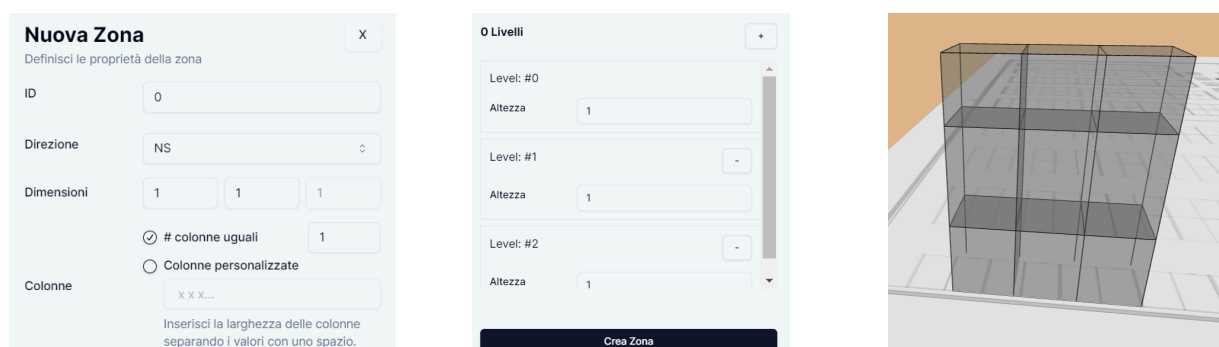 Nuova Zona
X
Definisci le proprietà della zona
ID
0
Direzione
NS
Dimensioni
1
1
1
# colonne uguali
1
Colonne personalizzate
Colonne
x x x...
Inserisci la larghezza delle colonne
separando i valori con uno spazio.
0 Livelli
+
Level: #0
Altezza
1
Level: #1
-
Altezza
1
Level: #2
-
Altezza
1
Crea Zona